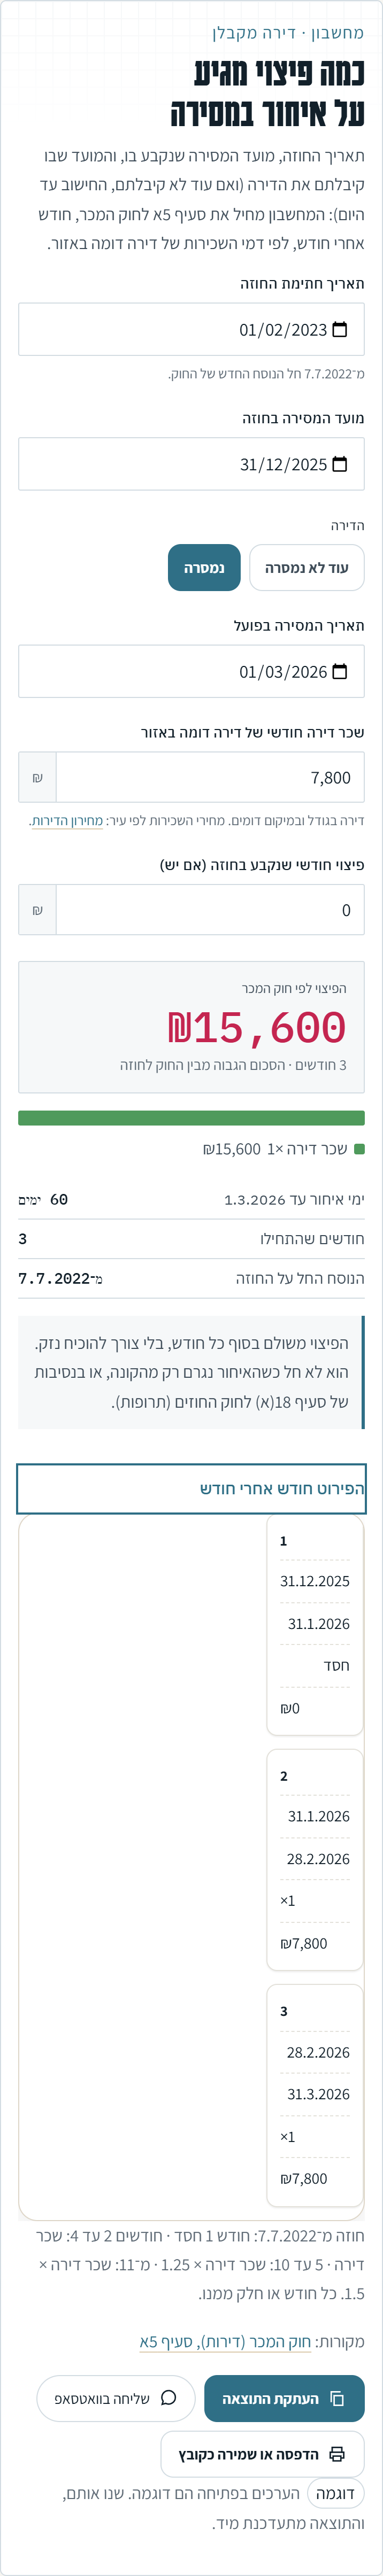 מחשבון · דירה מקבלן
כמה פיצוי מגיע
על איחור במסירה
תאריך החוזה, מועד המסירה שנקבע בו, והמועד שבו
קיבלתם את הדירה (ואם עוד לא קיבלתם, החישוב עד
היום): המחשבון מחיל את סעיף 5א לחוק המכר, חודש
אחרי חודש, לפי דמי השכירות של דירה דומה באזור.
תאריך חתימת החוזה
01/02/2023
מ־7.7.2022 חל הנוסח החדש של החוק.
מועד המסירה בחוזה
31/12/2025
הדירה
עוד לא נמסרה
נמסרה
תאריך המסירה בפועל
01/03/2026
שכר דירה חודשי של דירה דומה באזור
7,800 ₪
דירה בגודל ובמיקום דומים. מחירי השכירות לפי עיר: מחירון הדירות.
פיצוי חודשי שנקבע בחוזה (אם יש)
0 ₪
הפיצוי לפי חוק המכר
₪15,600
3 חודשים · הסכום הגבוה מבין החוק לחוזה
שכר דירה ×1 ₪15,600
ימי איחור עד 1.3.2026 60 ימים
חודשים שהתחילו 3
הנוסח החל על החוזה מ־7.7.2022
הפיצוי משולם בסוף כל חודש, בלי צורך להוכיח נזק.
הוא לא חל כשהאיחור נגרם רק מהקונה, או בנסיבות
של סעיף 18(א) לחוק החוזים (תרופות).
הפירוט חודש אחרי חודש
1
31.12.2025
31.1.2026
חסד
₪0
2
31.1.2026
28.2.2026
×1
₪7,800
3
28.2.2026
31.3.2026
×1
₪7,800
חוזה מ־7.7.2022: חודש 1 חסד · חודשים 2 עד 4: שכר
דירה · 5 עד 10: שכר דירה × 1.25 · מ־11: שכר דירה ×
1.5. כל חודש או חלק ממנו.
מקורות: חוק המכר (דירות), סעיף 5א
העתקת התוצאה
שליחה בוואטסאפ
הדפסה או שמירה כקובץ
דוגמה הערכים בפתיחה הם דוגמה. שנו אותם,
והתוצאה מתעדכנת מיד.